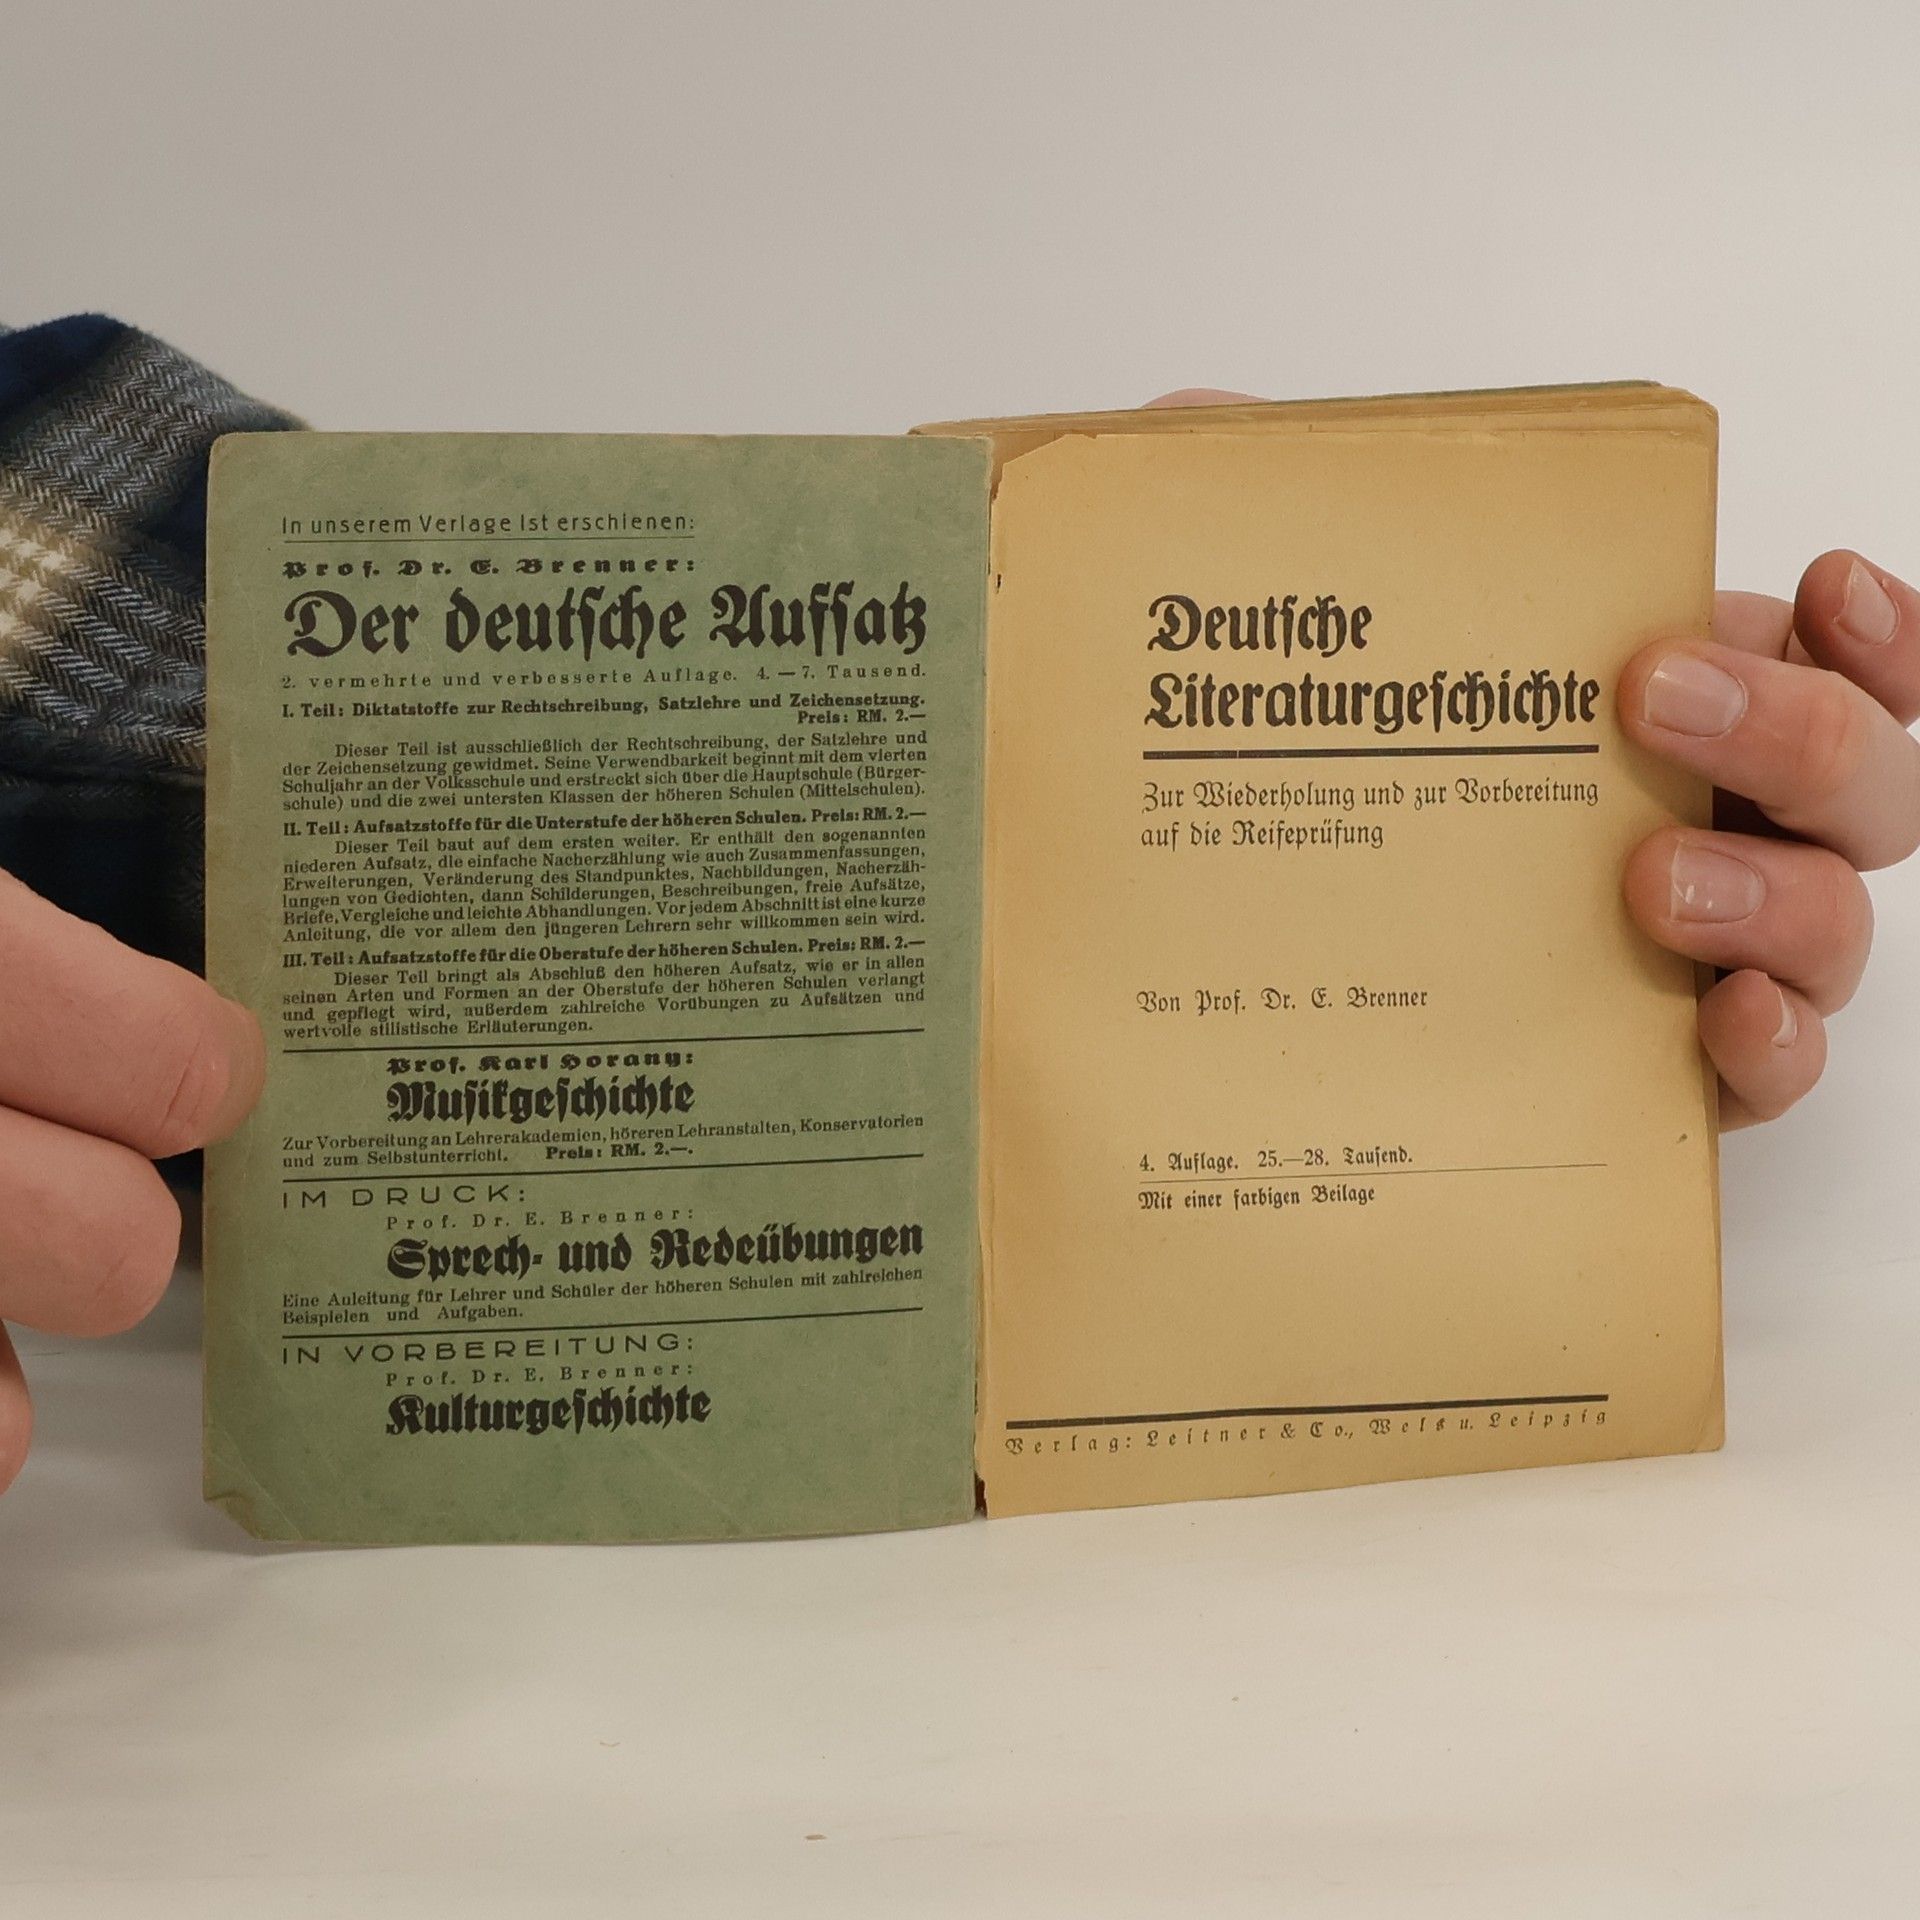 In unserem Verlage ist erschienen:
Prof. Dr. E. Brenner:
Der deutsche Aufsatz
2. vermehrte und verbesserte Auflage. 4. — 7. Tausend.
I. Teil: Diktatstoffe zur Rechtschreibung, Satzlehre und Zeichensetzung.
Preis: RM. 2.—
Dieser Teil ist ausschließlich der Rechtschreibung, der Satzlehre und
der Zeichensetzung gewidmet. Seine Verwendbarkeit beginnt mit dem vierten
Schuljahr an der Volksschule und erstreckt sich über die Hauptschule (Bürger-
schule) und die zwei untersten Klassen der höheren Schulen (Mittelschulen).
II. Teil: Aufsatzstoffe für die Unterstufe der höheren Schulen. Preis: RM. 2.—
Dieser Teil baut auf dem ersten weiter. Er enthält den sogenannten
niederen Aufsatz, die einfache Nacherzählung wie auch Zusammenfassungen,
Erweiterungen, Veränderung des Standpunktes, Nachbildungen, Nacherzäh-
lungen von Gedichten, dann Schilderungen, Beschreibungen, freie Aufsätze,
Briefe, Vergleiche und leichte Abhandlungen. Vor jedem Abschnitt ist eine kurze
Anleitung, die vor allem den jüngeren Lehrern sehr willkommen sein wird.
III. Teil: Aufsatzstoffe für die Oberstufe der höheren Schulen. Preis: RM. 2.—
Dieser Teil bringt als Abschluß den höheren Aufsatz, wie er in allen
seinen Arten und Formen an der Oberstufe der höheren Schulen verlangt
und gepflegt wird, außerdem zahlreiche Vorübungen zu Aufsätzen und
wertvolle stilistische Erläuterungen.
Prof. Karl Horany:
Musikgeschichte
Zur Vorbereitung an Lehrerakademien, höreren Lehranstalten, Konservatorien
und zum Selbstunterricht. Preis: RM. 2.—.
IM DRUCK:
Prof. Dr. E. Brenner:
Sprech- und Redeübungen
Eine Anleitung für Lehrer und Schüler der höheren Schulen mit zahlreichen
Beispielen und Aufgaben.
IN VORBEREITUNG:
Prof. Dr. E. Brenner:
Kulturgeschichte
Deutsche
Literaturgeschichte
Zur Wiederholung und zur Vorbereitung
auf die Reifeprüfung
Von Prof. Dr. E. Brenner
4. Auflage. 25.—28. Tausend.
Mit einer farbigen Beilage
Verlag: Leitner & Co., Wels u. Leipzig